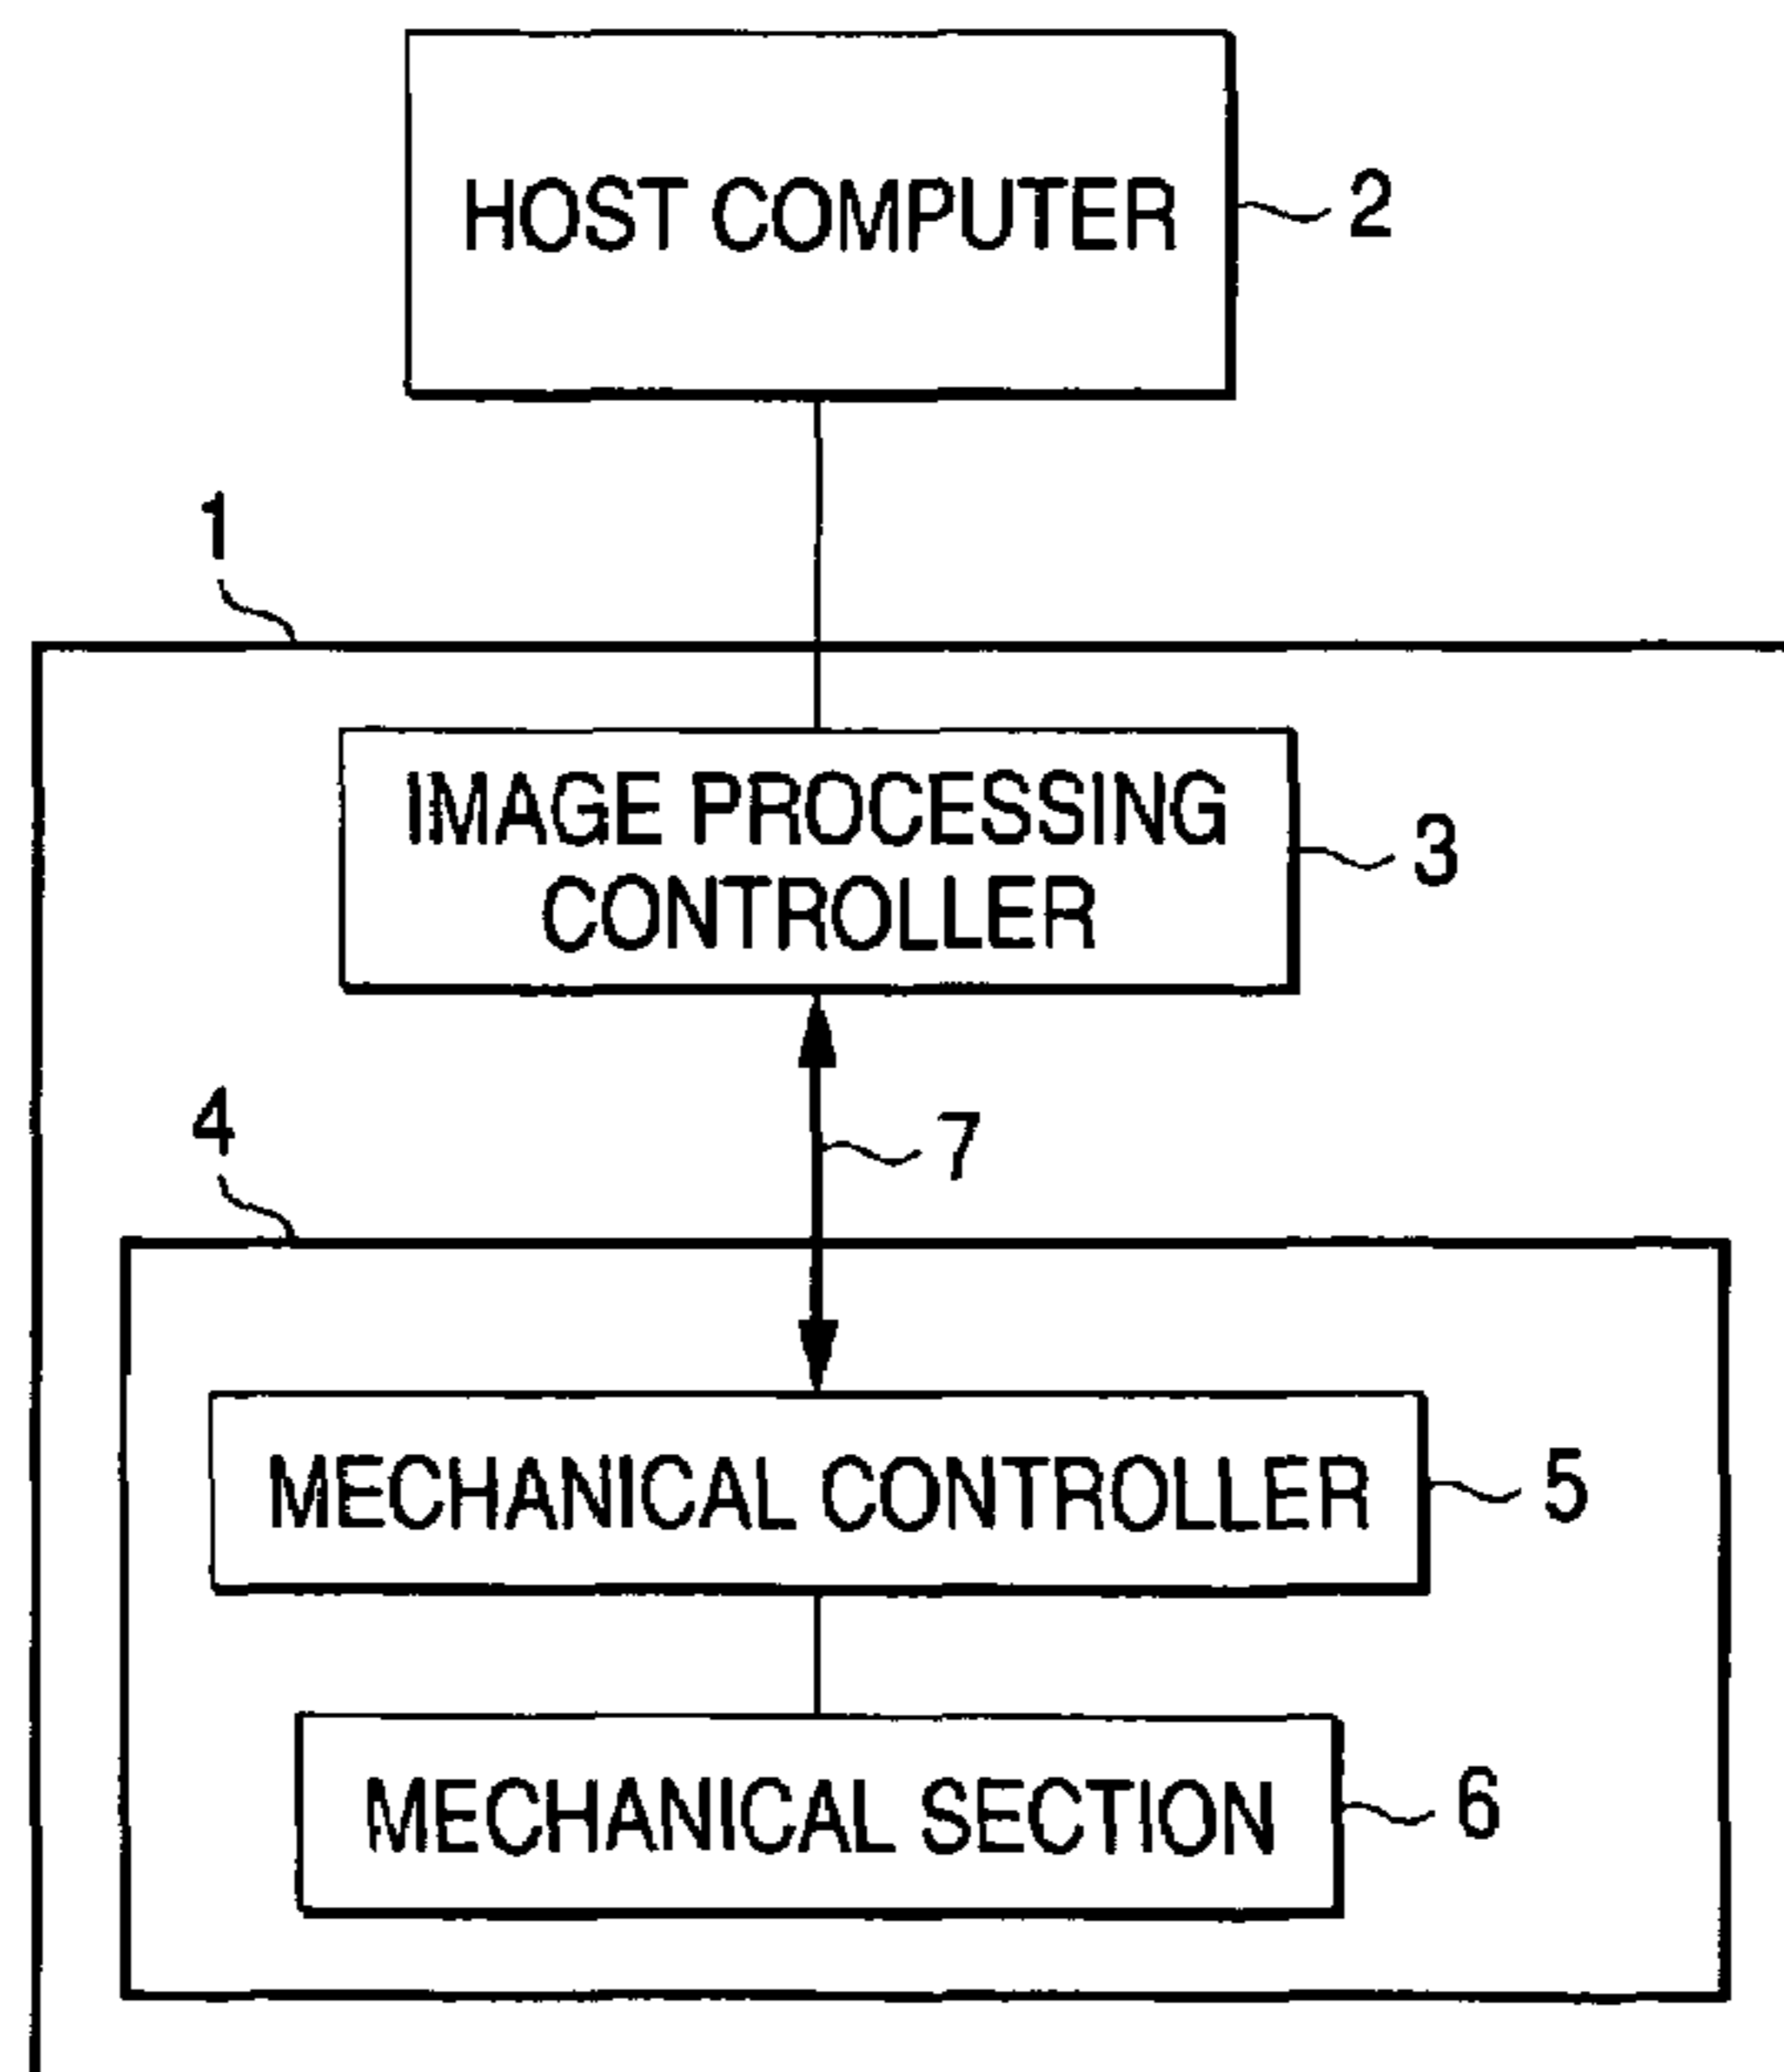 HOST COMPUTER
2
1
IMAGE PROCESSING
CONTROLLER
3
4
7
MECHANICAL CONTROLLER
5
MECHANICAL SECTION
6